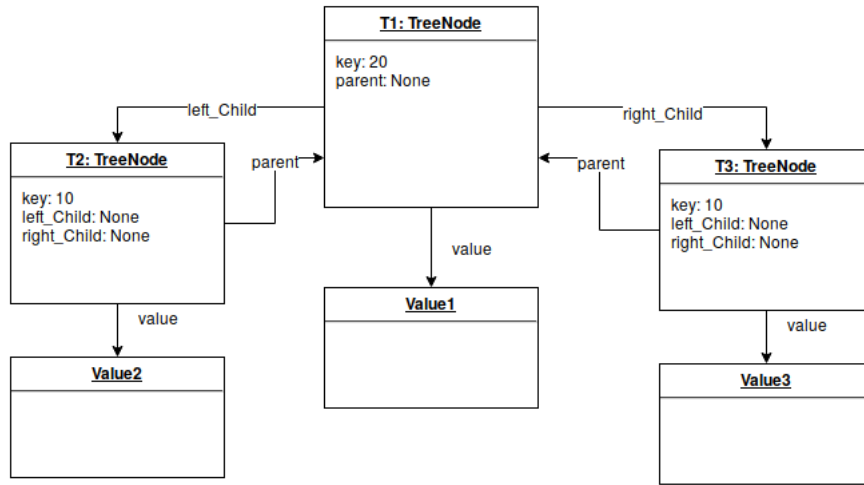 T1: TreeNode
key: 20
parent: None
left_Child
right_Child
T2: TreeNode
key: 10
left_Child: None
right_Child: None
parent
parent
T3: TreeNode
key: 10
left_Child: None
right_Child: None
value
value
value
Value1
Value2
Value3